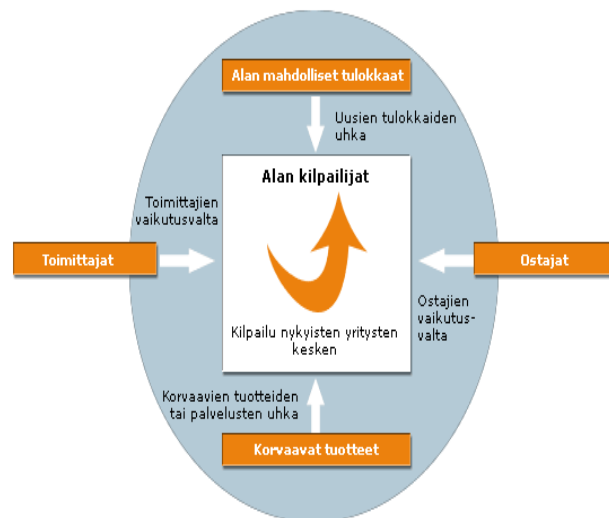 Alan mahdolliset tulokkaat
Uusien tulokkaiden
uhka
Alan kilpailijat
Toimittajien
vaikutusvalta
Toimittajat
Ostajat
Ostajien
vaikutus-
valta
Kilpailu nykyisten yritysten
kesken
Korvaavien tuotteiden
tai palvelusten uhka
Korvaavat tuotteet